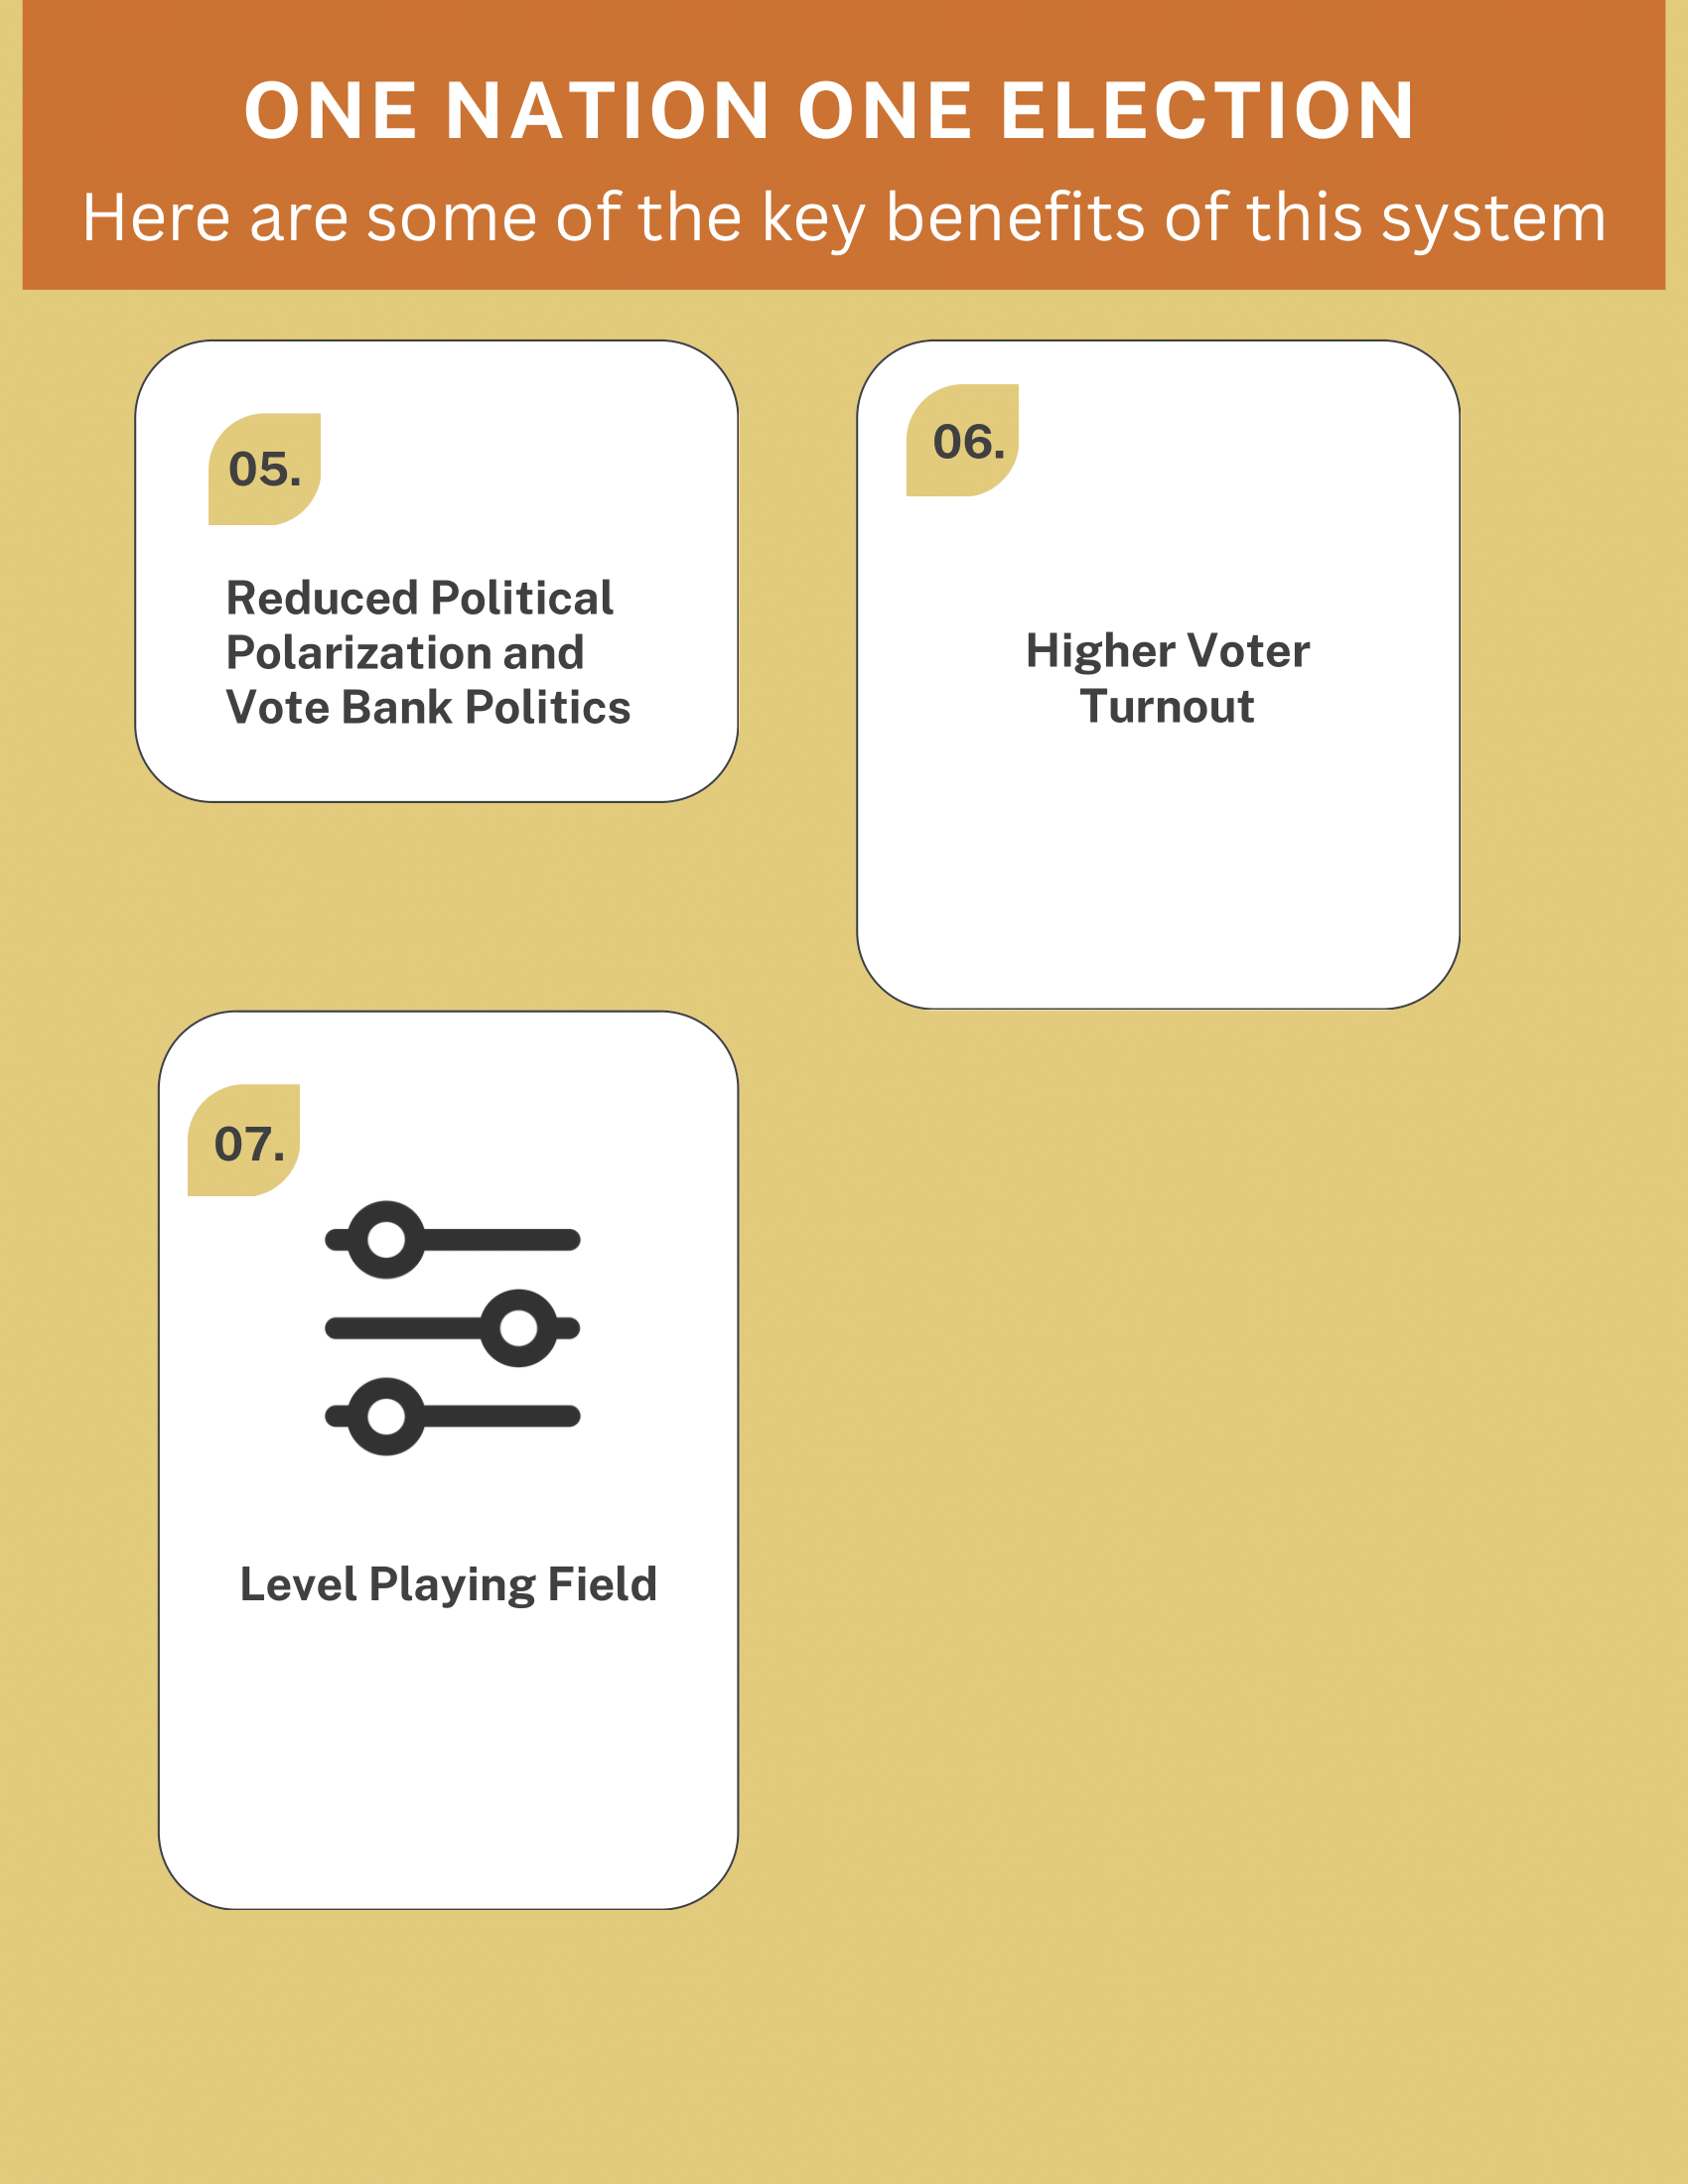 ONE NATION ONE ELECTION
Here are some of the key benefits of this system
05.
Reduced Political
Polarization and
Vote Bank Politics
06.
Higher Voter
Turnout
07.
Level Playing Field